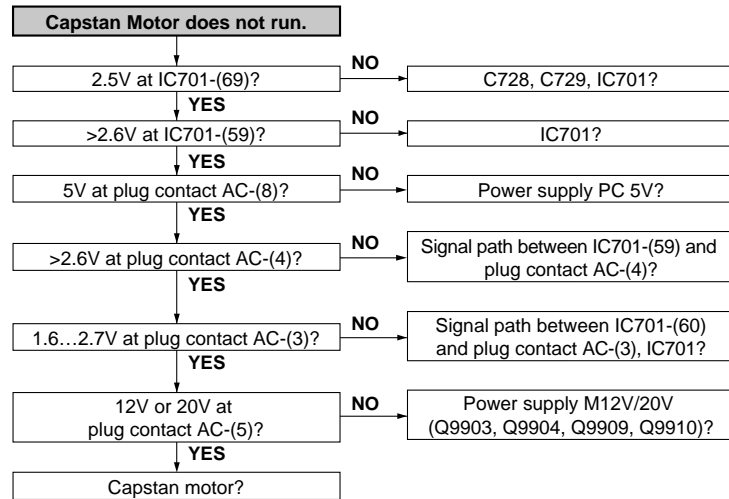 Capstan Motor does not run.
2.5V at IC701-(69)?
NO
C728, C729, IC701?
YES
>2.6V at IC701-(59)?
NO
IC701?
YES
5V at plug contact AC-(8)?
NO
Power supply PC 5V?
YES
>2.6V at plug contact AC-(4)?
NO
Signal path between IC701-(59) and
plug contact AC-(4)?
YES
1.6…2.7V at plug contact AC-(3)?
NO
Signal path between IC701-(60)
and plug contact AC-(3), IC701?
YES
12V or 20V at
plug contact AC-(5)?
NO
Power supply M12V/20V
(Q9903, Q9904, Q9909, Q9910)?
YES
Capstan motor?